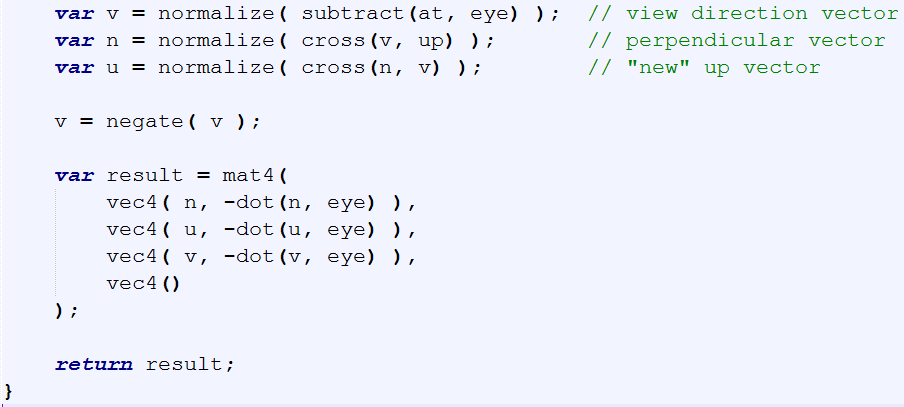 var v = normalize( subtract(at, eye) );  // view direction vector
var n = normalize( cross(v, up) );       // perpendicular vector
var u = normalize( cross(n, v) );        // "new" up vector
v = negate( v );
var result = mat4(
vec4( n, -dot(n, eye) ),
vec4( u, -dot(u, eye) ),
vec4( v, -dot(v, eye) ),
vec4()
);
return result;
}